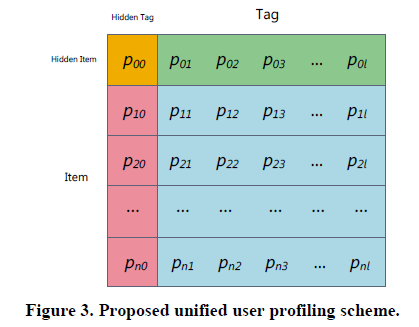 Hidden Tag Tag
Hidden Item p00 p01 p02 p03 ... p0l
p10 p11 p12 p13 ... p1l
Item p20 p21 p22 p23 ... p2l
... ... ... ... ... ...
pn0 pn1 pn2 pn3 ... pnl
Figure 3. Proposed unified user profiling scheme.